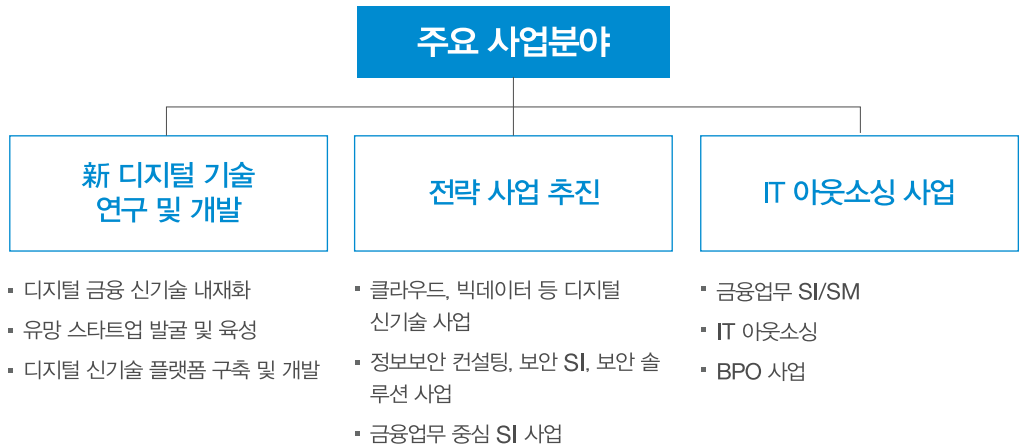 주요 사업분야
新 디지털 기술
연구 및 개발
▪ 디지털 금융 신기술 내재화
▪ 유망 스타트업 발굴 및 육성
▪ 디지털 신기술 플랫폼 구축 및 개발
전략 사업 추진
▪ 클라우드, 빅데이터 등 디지털
신기술 사업
▪ 정보보안 컨설팅, 보안 SI, 보안 솔
루션 사업
▪ 금융업무 중심 SI 사업
IT 아웃소싱 사업
▪ 금융업무 SI/SM
▪ IT 아웃소싱
▪ BPO 사업